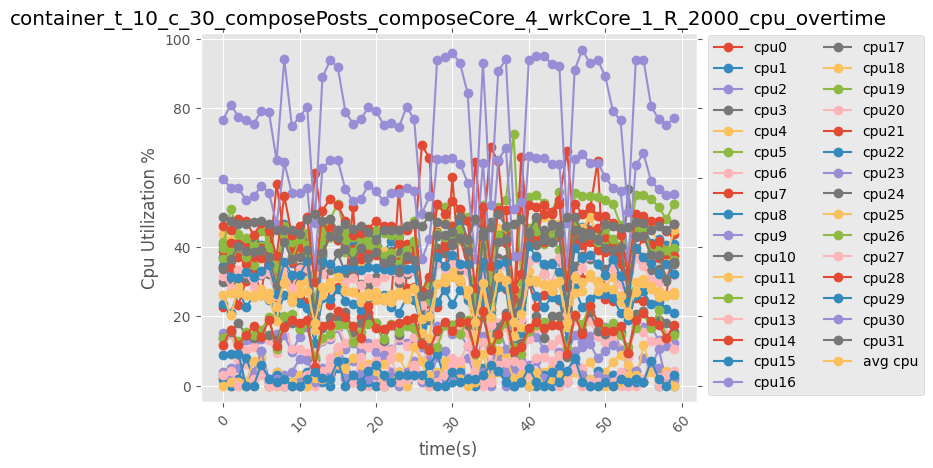 container_t_10_c_30_composePosts_composeCore_4_wrkCore_1_R_2000_cpu_overtime
Cpu Utilization %
100
80
60
40
20
0
0
10
20
30
40
50
60
time(s)
cpu0
cpu1
cpu2
cpu3
cpu4
cpu5
cpu6
cpu7
cpu8
cpu9
cpu10
cpu11
cpu12
cpu13
cpu14
cpu15
cpu16
cpu17
cpu18
cpu19
cpu20
cpu21
cpu22
cpu23
cpu24
cpu25
cpu26
cpu27
cpu28
cpu29
cpu30
cpu31
avg cpu